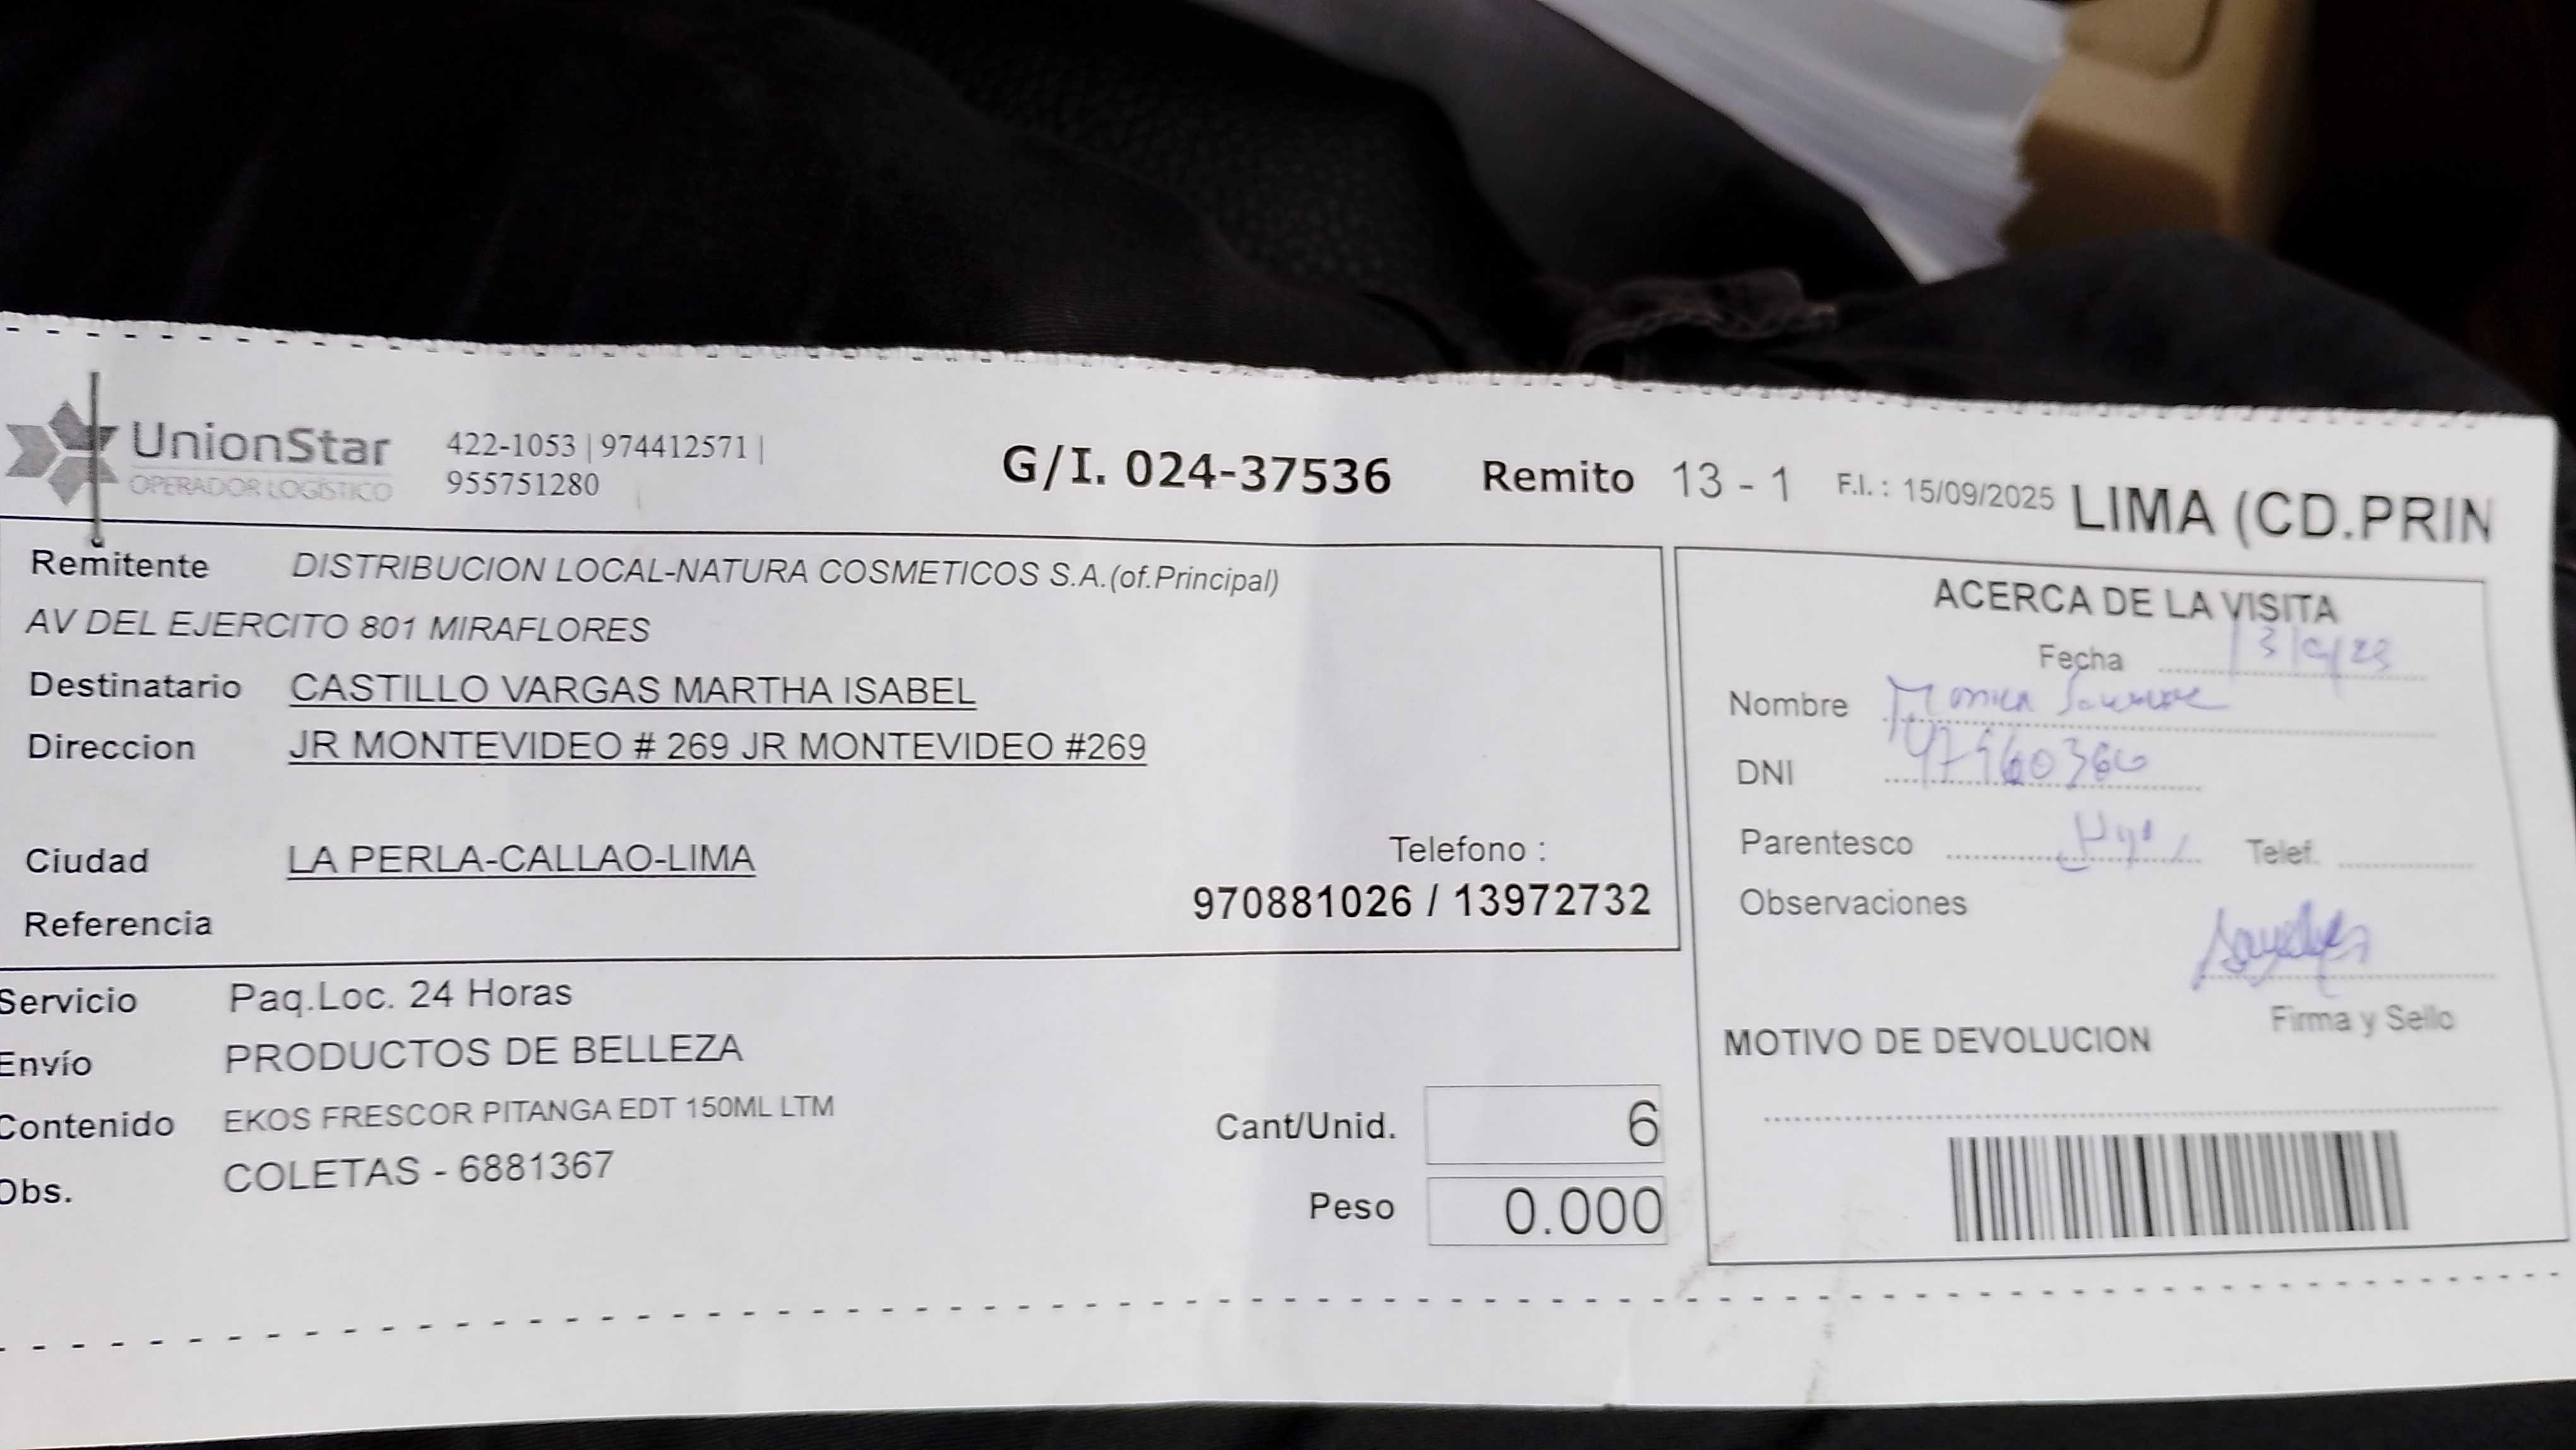 UnionStar
OPERADOR LOGÍSTICO
422-1053 | 974412571 |
955751280
G/I. 024-37536 Remito 13 - 1 F.I. : 15/09/2025 LIMA (CD.PRIN
Remitente DISTRIBUCION LOCAL-NATURA COSMETICOS S.A.(of.Principal)
AV DEL EJERCITO 801 MIRAFLORES
Destinatario CASTILLO VARGAS MARTHA ISABEL
Direccion JR MONTEVIDEO # 269 JR MONTEVIDEO #269
Ciudad LA PERLA-CALLAO-LIMA
Telefono :
970881026 / 13972732
Referencia
Servicio Paq.Loc. 24 Horas
Envío PRODUCTOS DE BELLEZA
Contenido EKOS FRESCOR PITANGA EDT 150ML LTM
Obs. COLETAS - 6881367
Cant/Unid. 6
Peso 0.000
ACERCA DE LA VISITA
Fecha
Nombre Monica
DNI
Parentesco
Telef.
Observaciones
Firma y Sello
MOTIVO DE DEVOLUCION